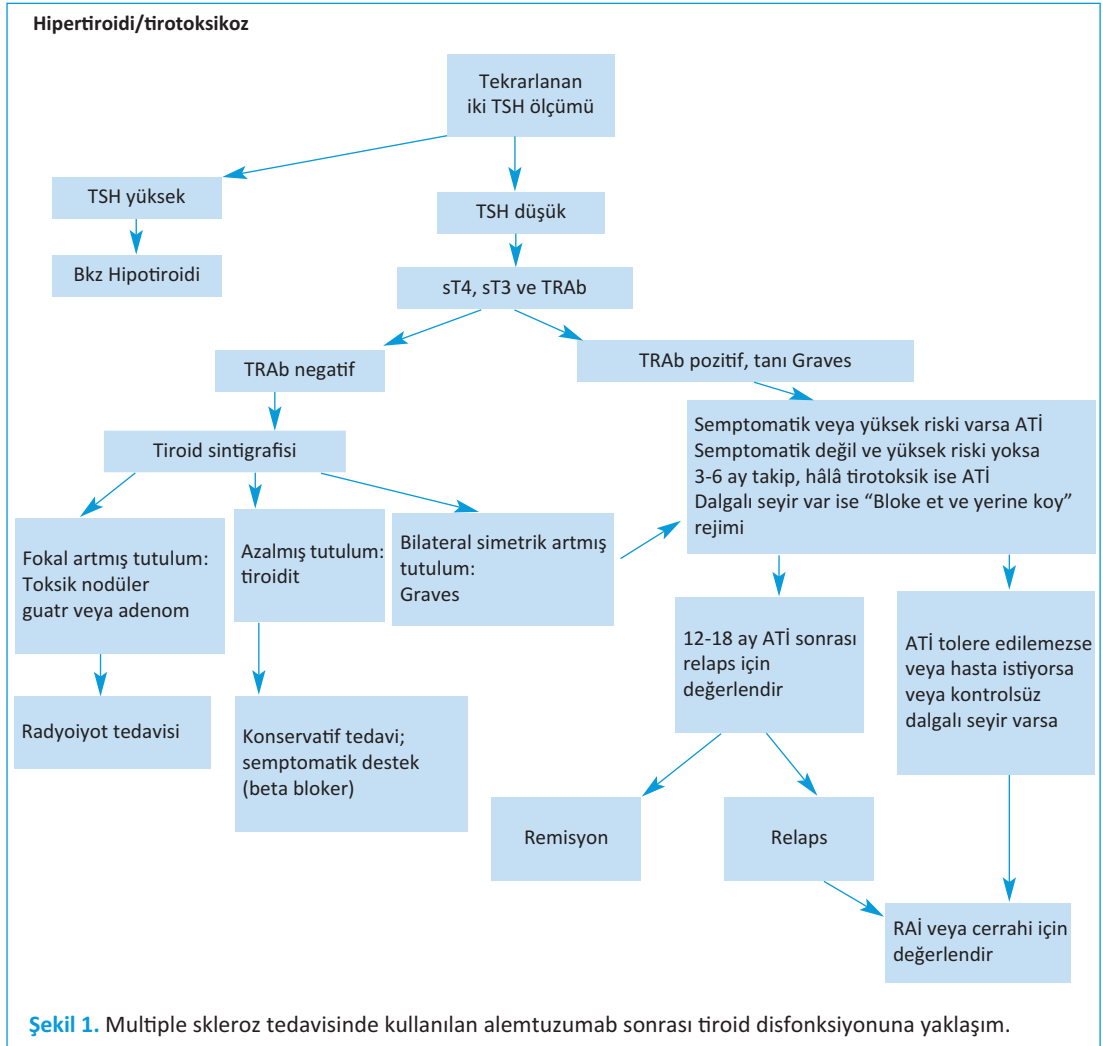 Hipertiroidi/tirotoksikoz
Tekrarlanan
iki TSH ölçümü
TSH yüksek
TSH düşük
Bkz Hipotiroidi
sT4, sT3 ve TRAb
TRAb negatif
TRAb pozitif, tanı Graves
Tiroid sintigrafisi
Semptomatik veya yüksek riski varsa ATİ
Semptomatik değil ve yüksek riski yoksa
3-6 ay takip, hâlâ tirotoksik ise ATİ
Dalgalı seyir var ise “Bloke et ve yerine koy”
rejimi
Fokal artmış tutulum:
Toksik nodüler
guatr veya adenom
Azalmış tutulum:
tiroidit
Bilateral simetrik artmış
tutulum:
Graves
12-18 ay ATİ sonrası
relaps için
değerlendir
ATİ tolere edilemezse
veya hasta istiyorsa
veya kontrolsüz
dalgalı seyir varsa
Radyoiyot tedavisi
Konservatif tedavi;
semptomatik destek
(beta bloker)
Remisyon
Relaps
RAİ veya cerrahi için
değerlendir
Şekil 1. Multiple skleroz tedavisinde kullanılan alemtuzumab sonrası tiroid disfonksiyonuna yaklaşım.